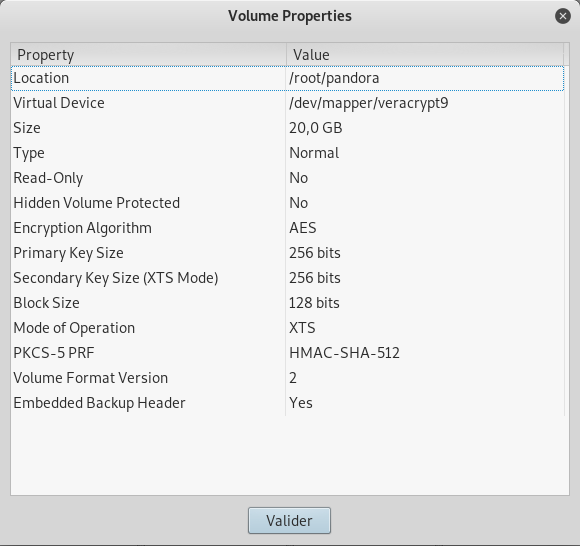 Volume Properties
Property Value
Location /root/pandora
Virtual Device /dev/mapper/veracrypt9
Size 20,0 GB
Type Normal
Read-Only No
Hidden Volume Protected No
Encryption Algorithm AES
Primary Key Size 256 bits
Secondary Key Size (XTS Mode) 256 bits
Block Size 128 bits
Mode of Operation XTS
PKCS-5 PRF HMAC-SHA-512
Volume Format Version 2
Embedded Backup Header Yes
Valider